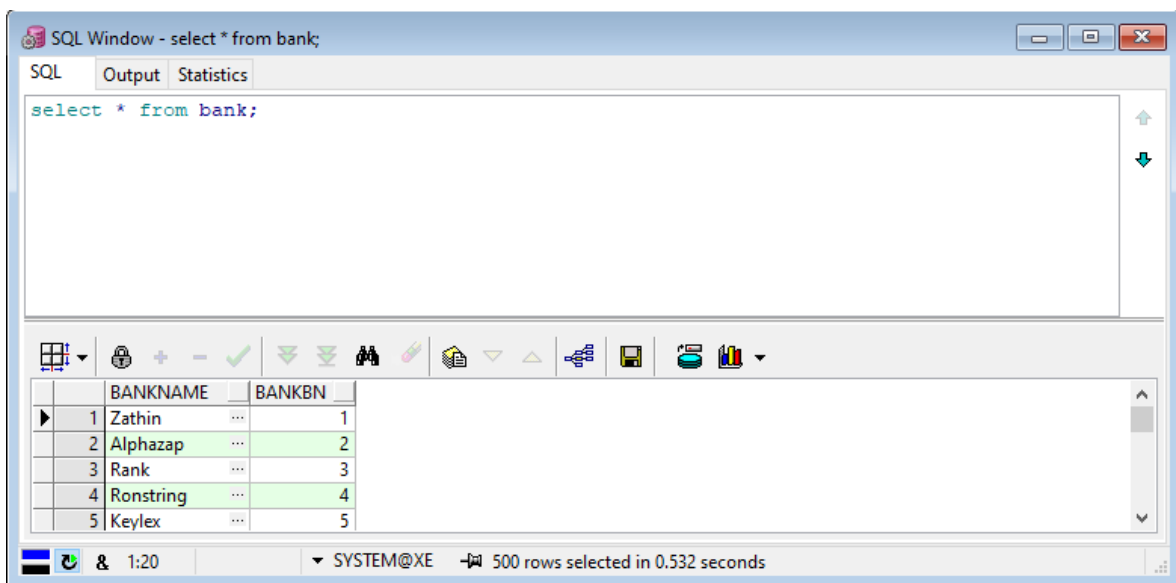 SQL Window - select * from bank;
SQL Output Statistics
select * from bank;
BANKNAME BANKBN
1 Zathin ... 1
2 Alphazap ... 2
3 Rank ... 3
4 Ronstring ... 4
5 Keylex ... 5
& 1:20 SYSTEM@XE 500 rows selected in 0.532 seconds